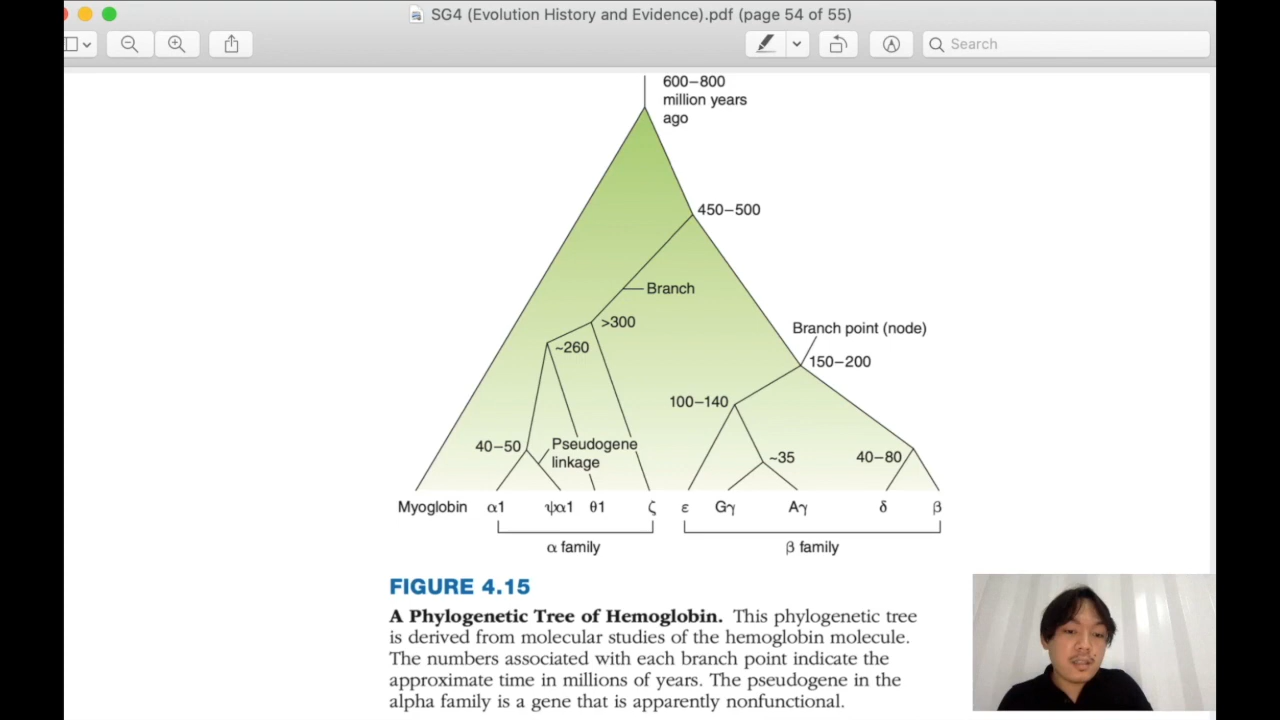 SG4 (Evolution History and Evidence).pdf (page 54 of 55)
Search
600–800
million years
ago
450–500
Branch
>300
~260
Branch point (node)
150–200
100–140
40–50
Pseudogene
linkage
~35
40–80
Myoglobin α1 ψα1 θ1 ζ ε Gγ Aγ δ β
α family β family
FIGURE 4.15
A Phylogenetic Tree of Hemoglobin. This phylogenetic tree
is derived from molecular studies of the hemoglobin molecule.
The numbers associated with each branch point indicate the
approximate time in millions of years. The pseudogene in the
alpha family is a gene that is apparently nonfunctional.